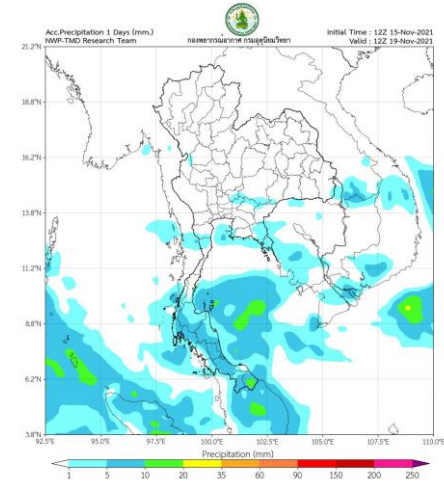 Acc.Precipitation 1 Days (mm.)
NWP-TMD Research Team
กองพยากรณ์อากาศ กรมอุตุนิยมวิทยา
Initial Time : 12Z 15-Nov-2021
Valid : 12Z 19-Nov-2021
21.2°N
18.8°N
16.2°N
13.8°N
11.2°N
8.8°N
6.2°N
3.8°N
92.5°E 95.0°E 97.5°E 100.0°E 102.5°E 105.0°E 107.5°E 110.0°E
Precipitation (mm)
1 5 10 20 35 60 90 150 200 250